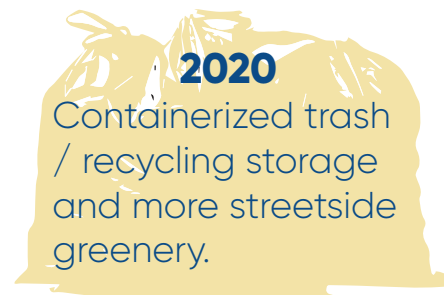 2020
Containerized trash
/ recycling storage
and more streetside
greenery.